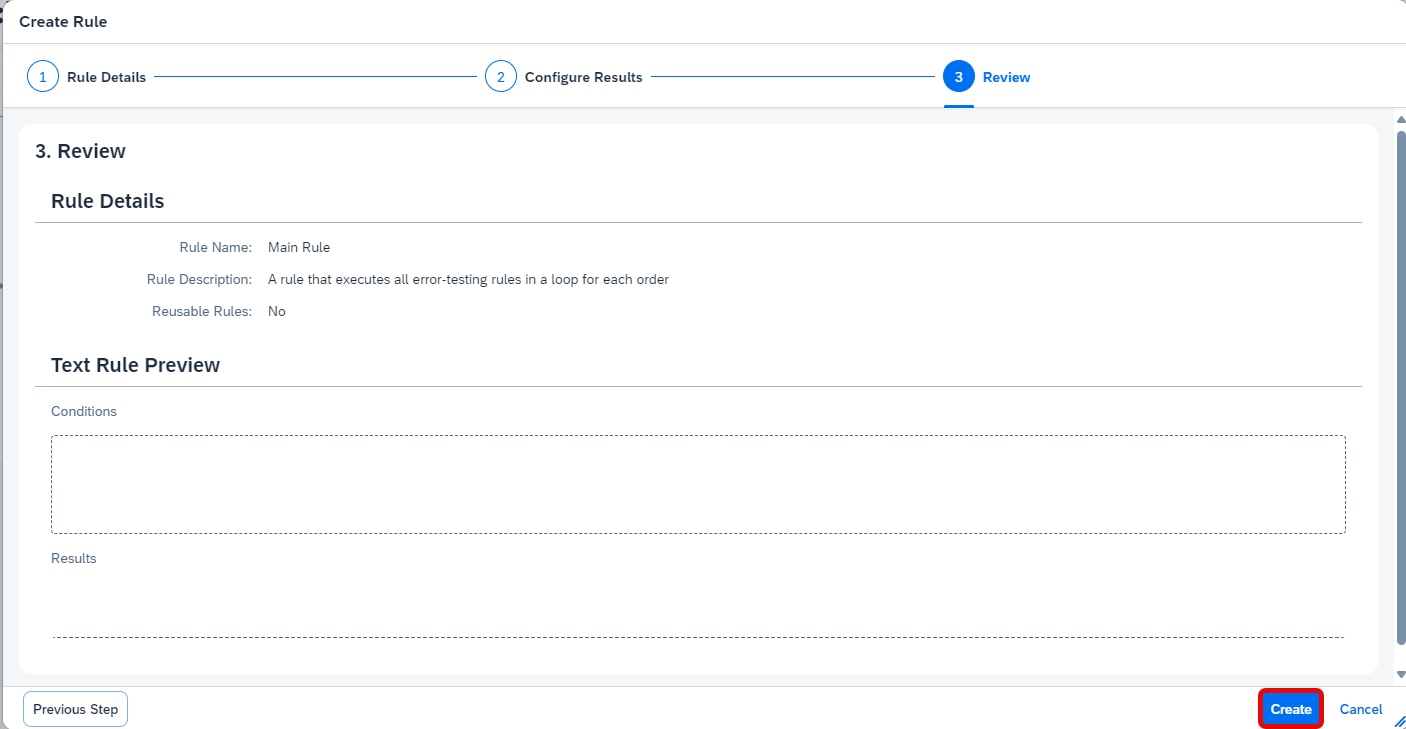 Create Rule
1 Rule Details 2 Configure Results 3 Review
3. Review
Rule Details
Rule Name: Main Rule
Rule Description: A rule that executes all error-testing rules in a loop for each order
Reusable Rules: No
Text Rule Preview
Conditions
Results
Previous Step Create Cancel